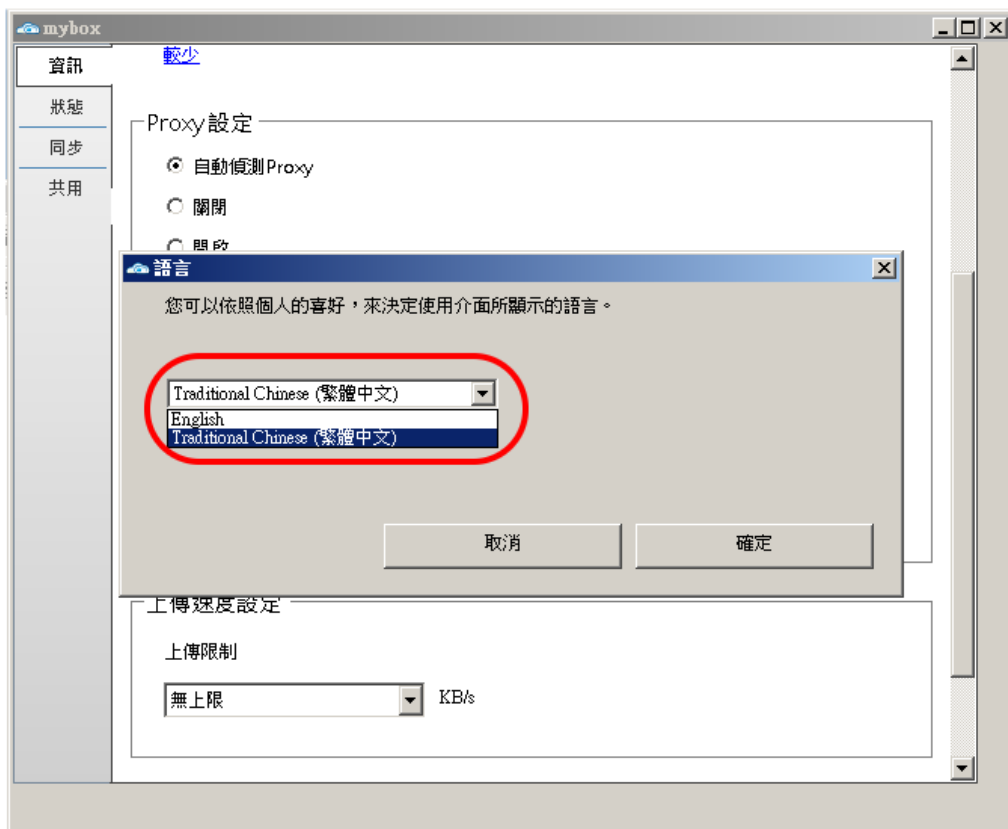 mybox
資訊
狀態
同步
共用
較少
Proxy設定
自動偵測Proxy
關閉
開啟
語言
您可以依照個人的喜好，來決定使用介面所顯示的語言。
Traditional Chinese (繁體中文)
English
Traditional Chinese (繁體中文)
取消
確定
上傳速度設定
上傳限制
無上限
KB/s